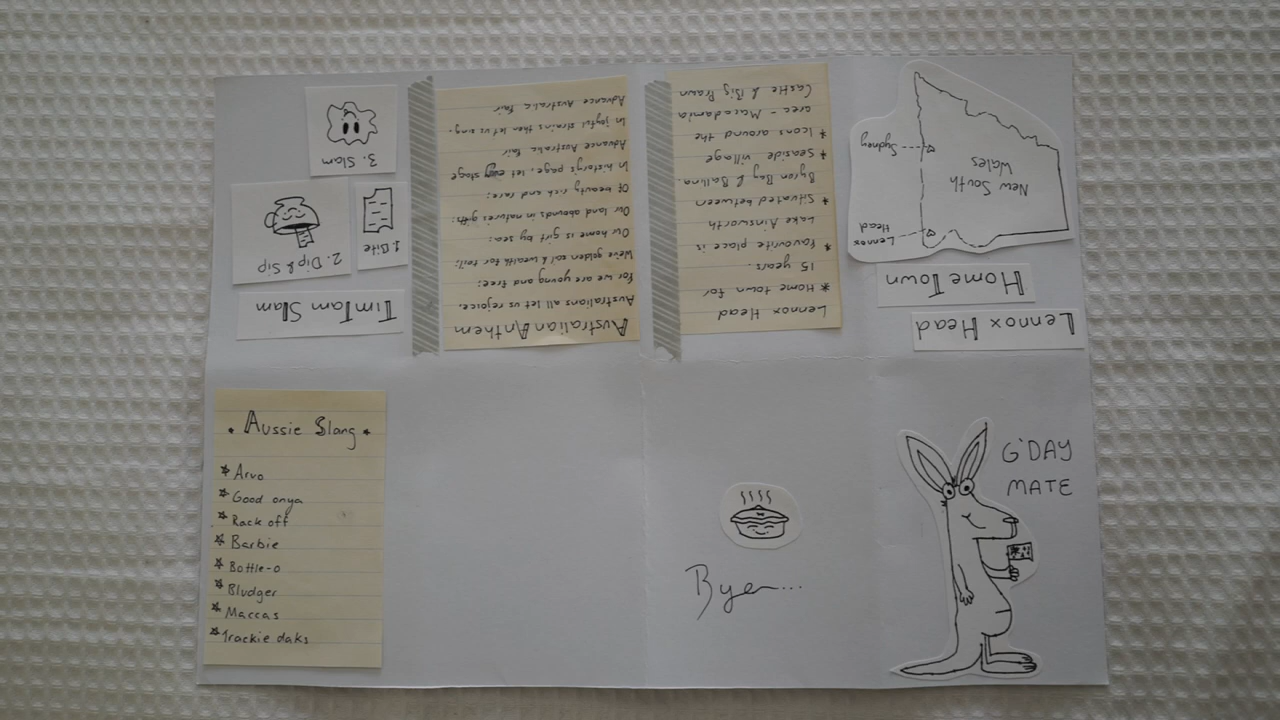 Lennox Head
HomeTown
Lennox
Head
New South
Wales
Sydney
Lennox Head
* Home town for
15 years.
* favourite place is
Lake Ainsworth
* Situated between
Byron Bay & Ballina.
* Seaside village
* Icons around the
area - Macadamia
Castle & Big Prawn
Australian Anthem
Australians all let us rejoice,
For we are young and free;
We've golden soil & wealth for toil;
Our home is girt by sea;
Our land abounds in natures gifts
Of beauty rich and rare;
In history's page, let every stage
Advance Australia fair
In joyful strains then let us sing,
Advance Australia fair
TimTam Slam
1. Bite
2. Dip & Sip
3. Slam
• Aussie Slang •
* Arvo
* Good onya
* Rack off
* Barbie
* Bottle-o
* Bludger
* Maccas
* Trackie daks
Bye...
G'DAY
MATE